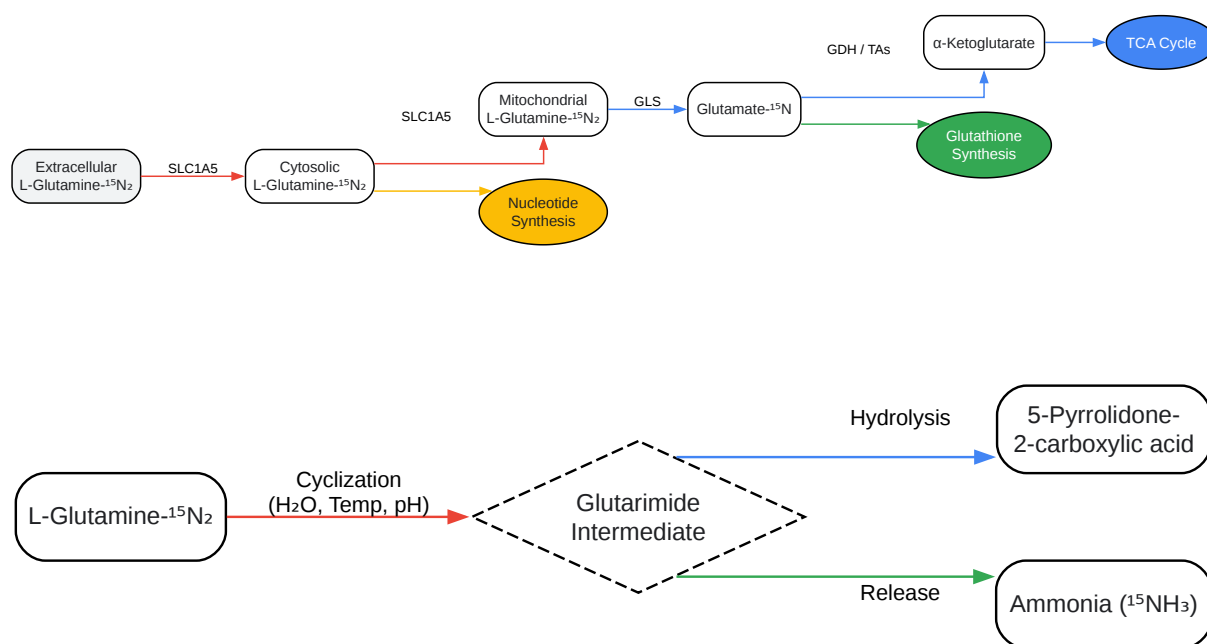 GDH / TAs
α-Ketoglutarate
TCA Cycle
SLC1A5
Mitochondrial
L-Glutamine-¹⁵N₂
GLS
Glutamate-¹⁵N
Glutathione
Synthesis
Extracellular
L-Glutamine-¹⁵N₂
SLC1A5
Cytosolic
L-Glutamine-¹⁵N₂
Nucleotide
Synthesis
L-Glutamine-¹⁵N₂
Cyclization
(H₂O, Temp, pH)
Glutarimide
Intermediate
Hydrolysis
5-Pyrrolidone-
2-carboxylic acid
Release
Ammonia (¹⁵NH₃)